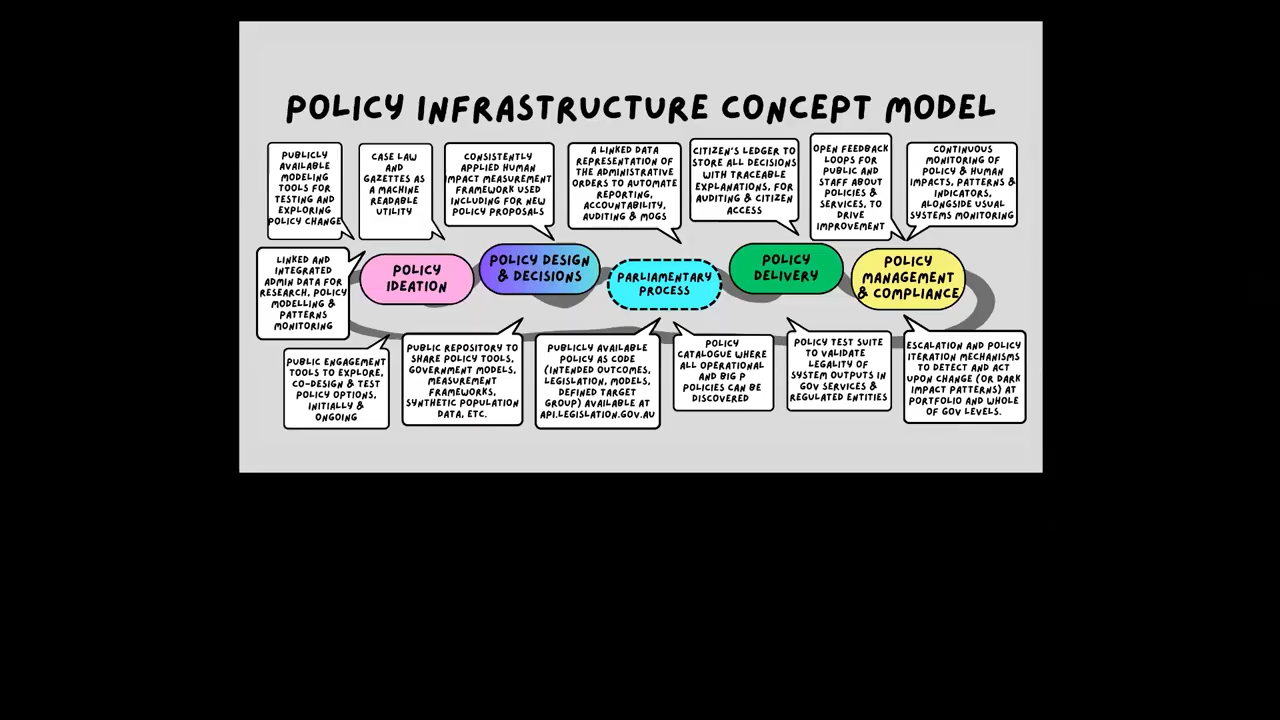 POLICY INFRASTRUCTURE CONCEPT MODEL
PUBLICLY
AVAILABLE
MODELING
TOOLS FOR
TESTING AND
EXPLORING
POLICY CHANGE
CASE LAW
AND
GAZETTES AS
A MACHINE
READABLE
UTILITY
CONSISTENTLY
APPLIED HUMAN
IMPACT MEASUREMENT
FRAMEWORK USED
INCLUDING FOR NEW
POLICY PROPOSALS
A LINKED DATA
REPRESENTATION OF
THE ADMINISTRATIVE
ORDERS TO AUTOMATE
REPORTING,
ACCOUNTABILITY,
AUDITING & MOGS
CITIZEN'S LEDGER TO
STORE ALL DECISIONS
WITH TRACEABLE
EXPLANATIONS, FOR
AUDITING & CITIZEN
ACCESS
OPEN FEEDBACK
LOOPS FOR
PUBLIC AND
STAFF ABOUT
POLICIES &
SERVICES, TO
DRIVE
IMPROVEMENT
CONTINUOUS
MONITORING OF
POLICY & HUMAN
IMPACTS, PATTERNS &
INDICATORS,
ALONGSIDE USUAL
SYSTEMS MONITORING
LINKED AND
INTEGRATED
ADMIN DATA FOR
RESEARCH, POLICY
MODELLING &
PATTERNS
MONITORING
POLICY
IDEATION
POLICY DESIGN
& DECISIONS
PARLIAMENTARY
PROCESS
POLICY
DELIVERY
POLICY
MANAGEMENT
& COMPLIANCE
PUBLIC ENGAGEMENT
TOOLS TO EXPLORE,
CO-DESIGN & TEST
POLICY OPTIONS,
INITIALLY &
ONGOING
PUBLIC REPOSITORY TO
SHARE POLICY TOOLS,
GOVERNMENT MODELS,
MEASUREMENT
FRAMEWORKS,
SYNTHETIC POPULATION
DATA, ETC.
PUBLICLY AVAILABLE
POLICY AS CODE
(INTENDED OUTCOMES,
LEGISLATION, MODELS,
DEFINED TARGET
GROUP) AVAILABLE AT
API.LEGISLATION.GOV.AU
POLICY
CATALOGUE WHERE
ALL OPERATIONAL
AND BIG P
POLICIES CAN BE
DISCOVERED
POLICY TEST SUITE
TO VALIDATE
LEGALITY OF
SYSTEM OUTPUTS IN
GOV SERVICES &
REGULATED ENTITIES
ESCALATION AND POLICY
ITERATION MECHANISMS
TO DETECT AND ACT
UPON CHANGE (OR DARK
IMPACT PATTERNS) AT
PORTFOLIO AND WHOLE
OF GOV LEVELS.